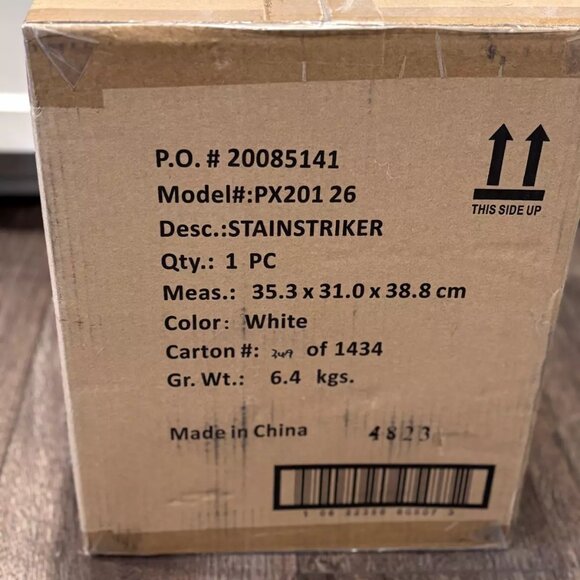 P.O. # 20085141
Model#:PX201 26
Desc.:STAINSTRIKER
Qty.: 1 PC
Meas.: 35.3 x 31.0 x 38.8 cm
Color: White
Carton #: 349 of 1434
Gr. Wt.: 6.4 kgs.
Made in China 4823
THIS SIDE UP